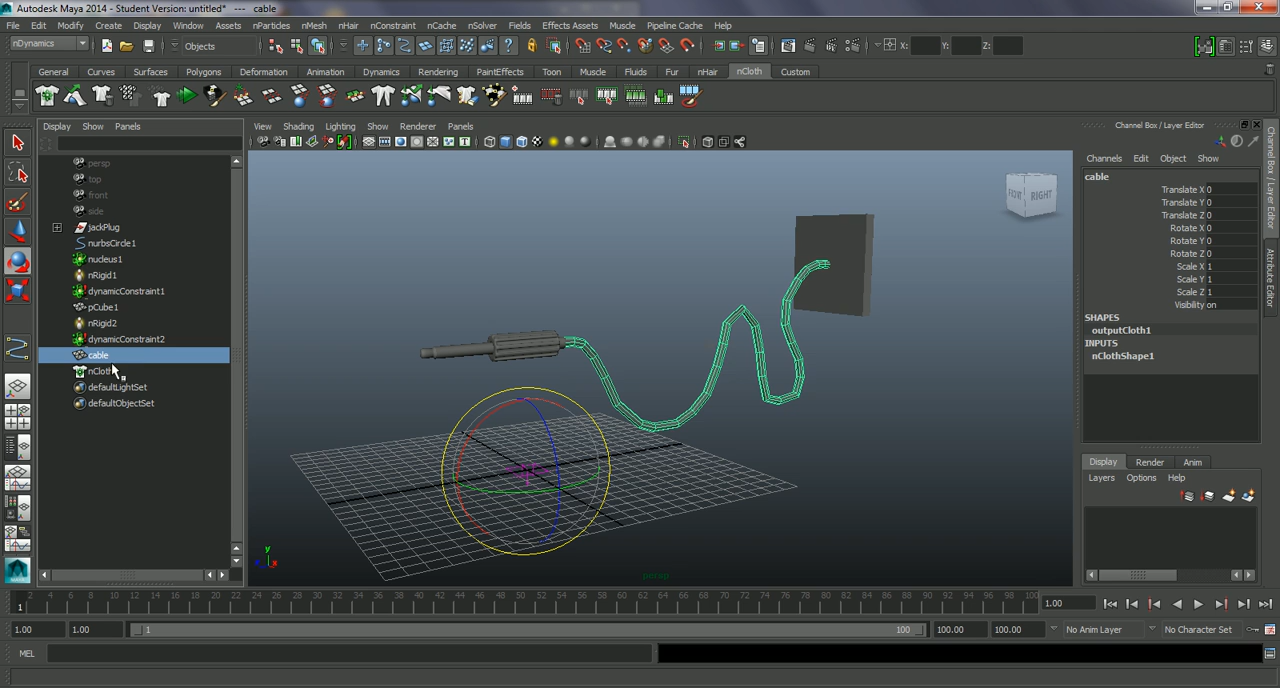 Autodesk Maya 2014 - Student Version: untitled* --- cable
File Edit Modify Create Display Window Assets nParticles nMesh nHair nConstraint nCache nSolver Fields Effects Assets Muscle Pipeline Cache Help
nDynamics Objects X: Y: Z:
General Curves Surfaces Polygons Deformation Animation Dynamics Rendering PaintEffects Toon Muscle Fluids Fur nHair nCloth Custom
Display Show Panels
View Shading Lighting Show Renderer Panels
Channel Box / Layer Editor
Channels Edit Object Show
persp
top
front
side
jackPlug
nurbsCircle1
nucleus1
nRigid1
dynamicConstraint1
pCube1
nRigid2
dynamicConstraint2
cable
nCloth
defaultLightSet
defaultObjectSet
FRONT RIGHT
y
x
persp
cable
Translate X 0
Translate Y 0
Translate Z 0
Rotate X 0
Rotate Y 0
Rotate Z 0
Scale X 1
Scale Y 1
Scale Z 1
Visibility on
SHAPES
outputCloth1
INPUTS
nClothShape1
Display Render Anim
Layers Options Help
Channel Box / Layer Editor
Attribute Editor
2 4 6 8 10 12 14 16 18 20 22 24 26 28 30 32 34 36 38 40 42 44 46 48 50 52 54 56 58 60 62 64 66 68 70 72 74 76 78 80 82 84 86 88 90 92 94 96 98 100
1
1.00
1.00 1.00 1 100 100.00 100.00 No Anim Layer No Character Set
MEL